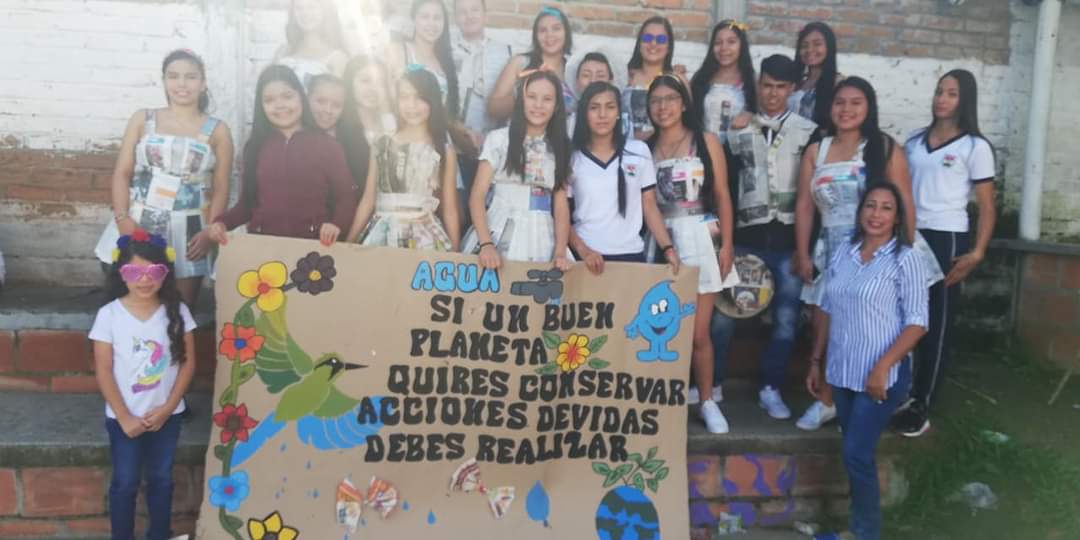 AGUA
SI UN BUEN
PLANETA
QUIRES CONSERVAR
ACCIONES DEVIDAS
DEBES REALIZAR